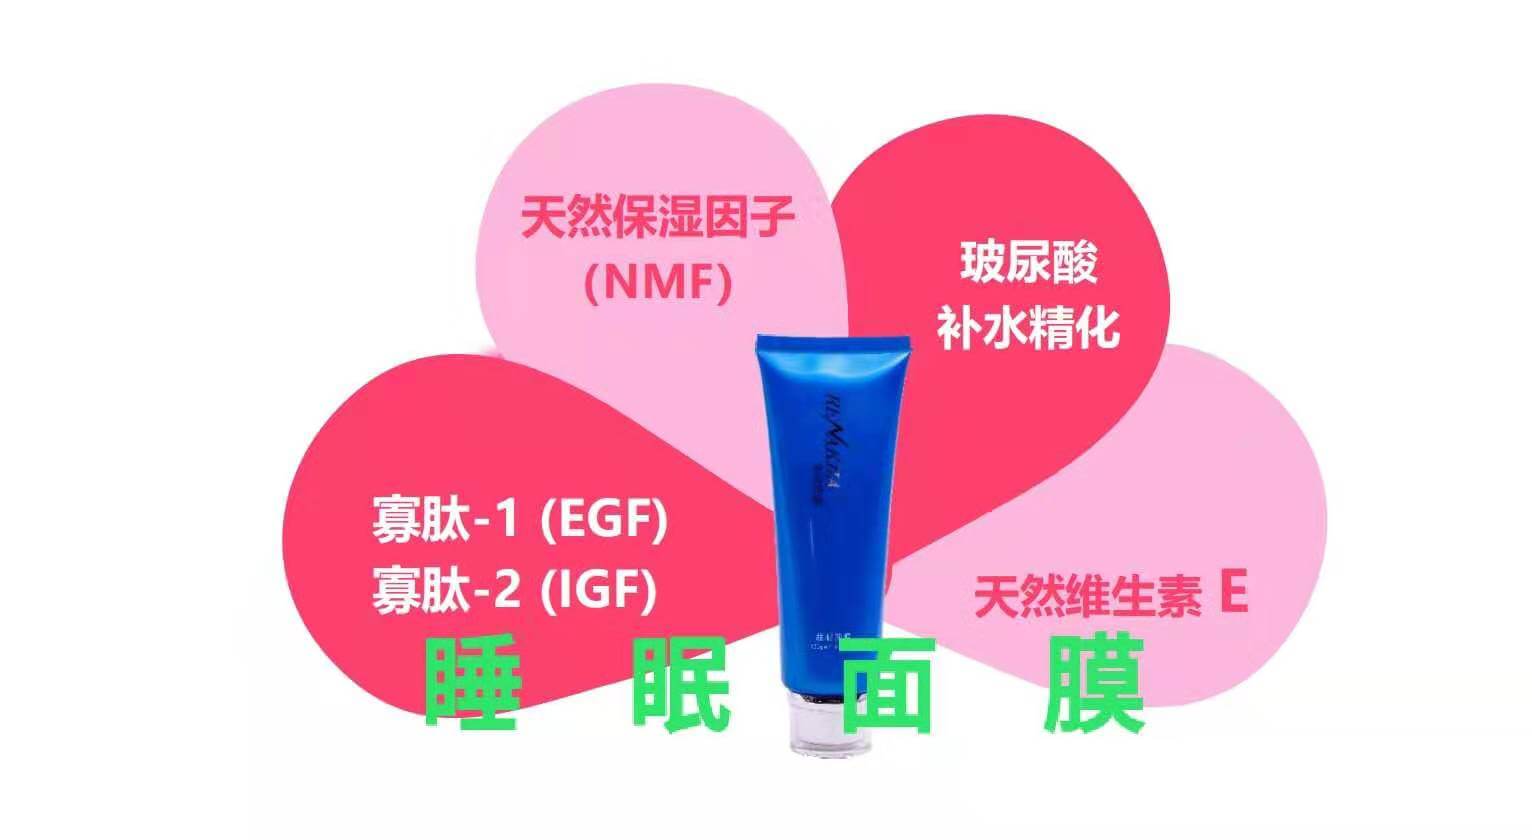 天然保湿因子
(NMF)
玻尿酸
补水精化
寡肽-1 (EGF)
寡肽-2 (IGF)
天然维生素 E
睡眠面膜